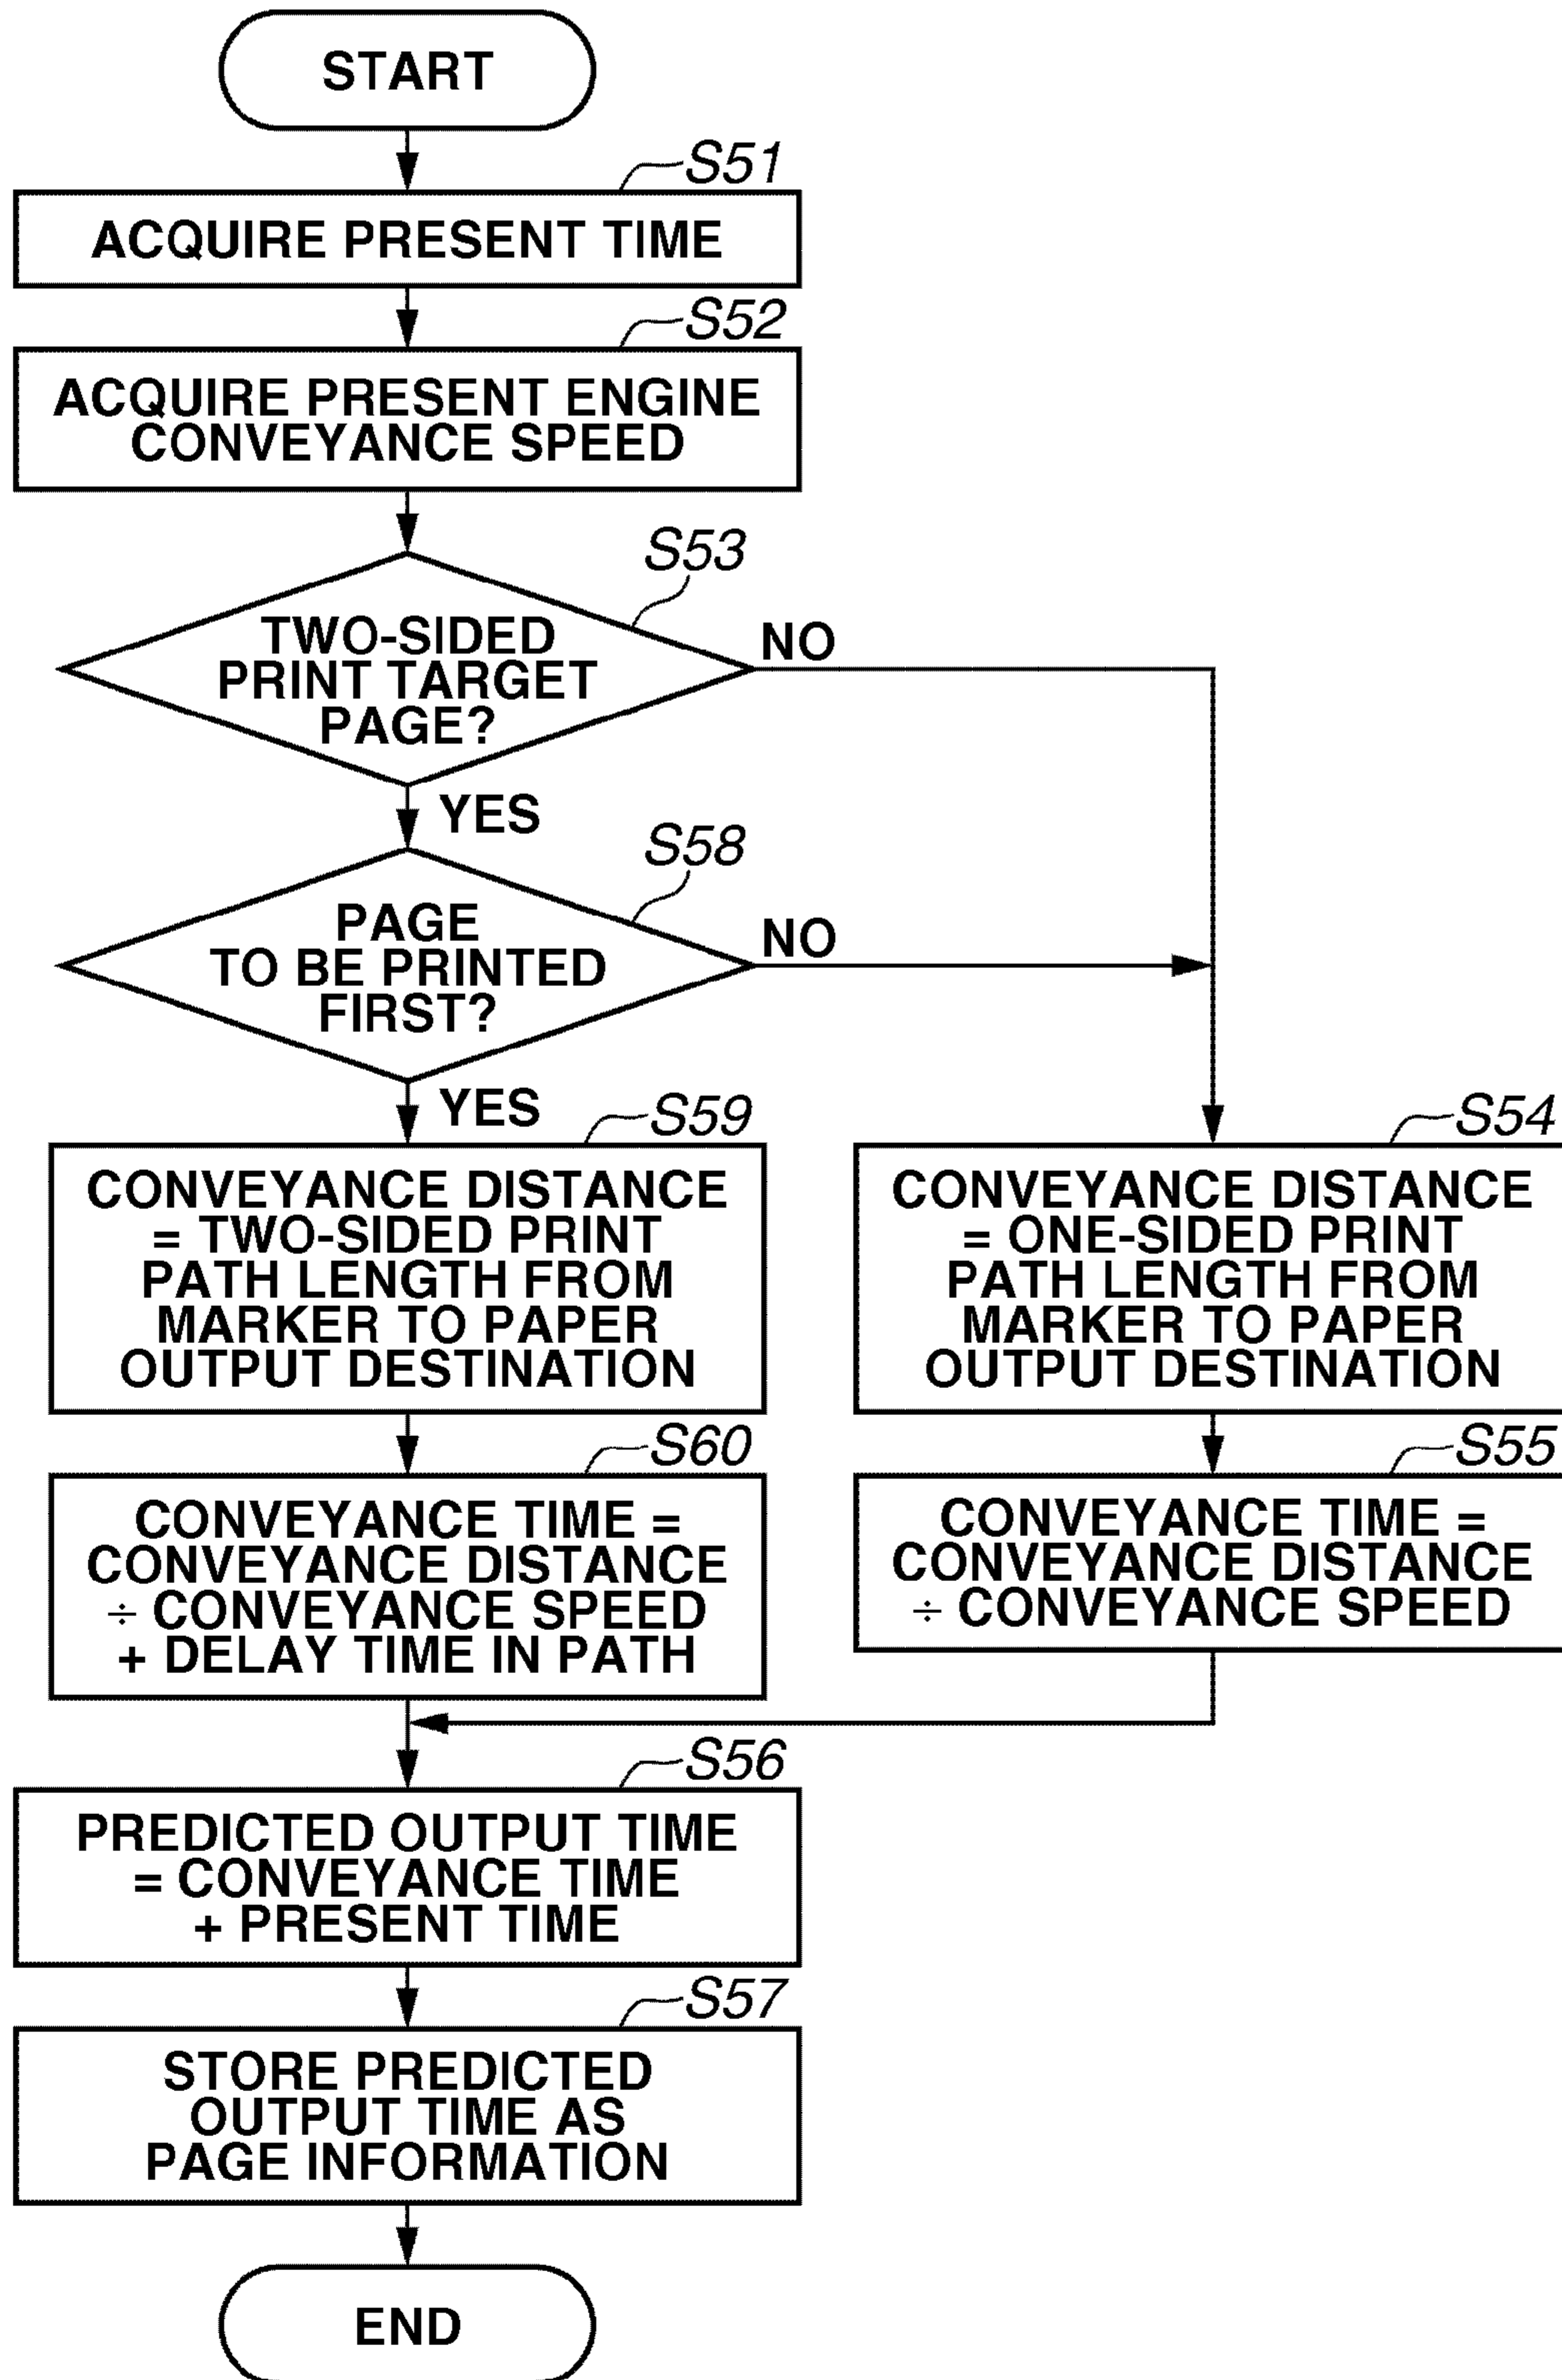 START
S51
ACQUIRE PRESENT TIME
S52
ACQUIRE PRESENT ENGINE
CONVEYANCE SPEED
S53
TWO-SIDED
PRINT TARGET
PAGE?
NO
YES
S58
PAGE
TO BE PRINTED
FIRST?
NO
YES
S59
CONVEYANCE DISTANCE
= TWO-SIDED PRINT
PATH LENGTH FROM
MARKER TO PAPER
OUTPUT DESTINATION
S54
CONVEYANCE DISTANCE
= ONE-SIDED PRINT
PATH LENGTH FROM
MARKER TO PAPER
OUTPUT DESTINATION
S60
CONVEYANCE TIME =
CONVEYANCE DISTANCE
÷ CONVEYANCE SPEED
+ DELAY TIME IN PATH
S55
CONVEYANCE TIME =
CONVEYANCE DISTANCE
÷ CONVEYANCE SPEED
S56
PREDICTED OUTPUT TIME
= CONVEYANCE TIME
+ PRESENT TIME
S57
STORE PREDICTED
OUTPUT TIME AS
PAGE INFORMATION
END